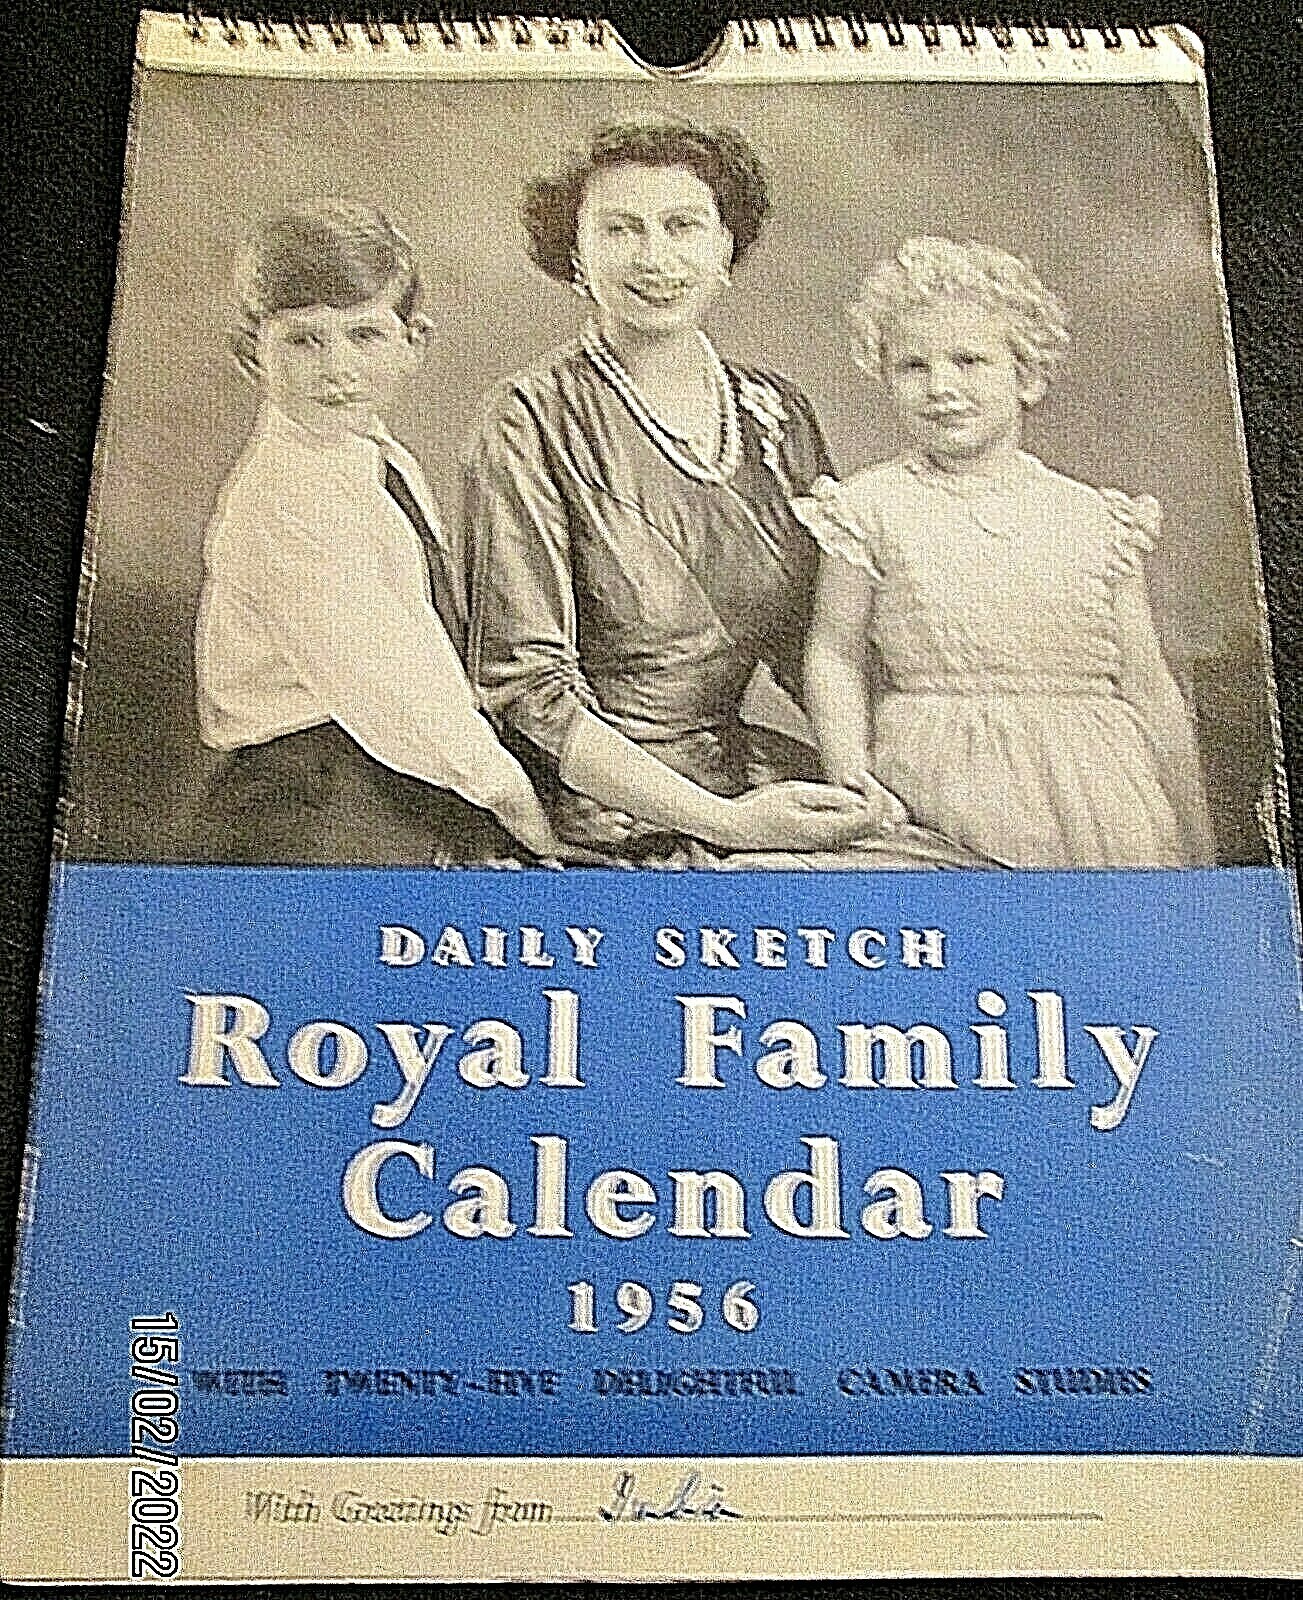 DAILY SKETCH
Royal Family
Calendar
1956
WITH TWENTY-FIVE DELIGHTFUL CAMERA STUDIES
With Greetings from
15/02/2022